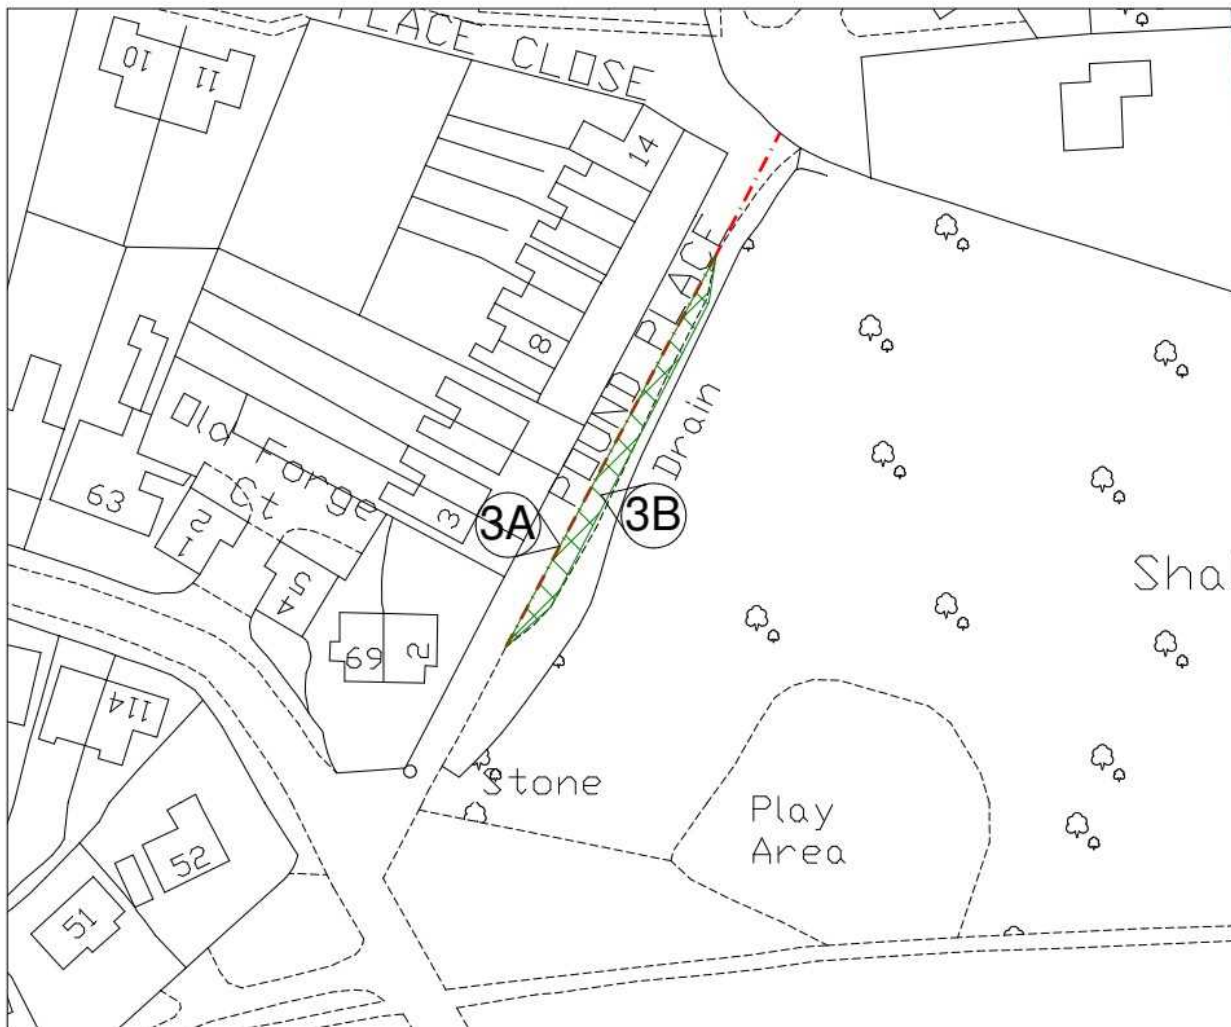 PLACE CLOSE
10
11
14
POUND PLACE
8
Old Forge
Ct
Drain
63
2
1
3
3A
3B
4
5
69
2
Sha
114
Stone
Play
Area
52
51